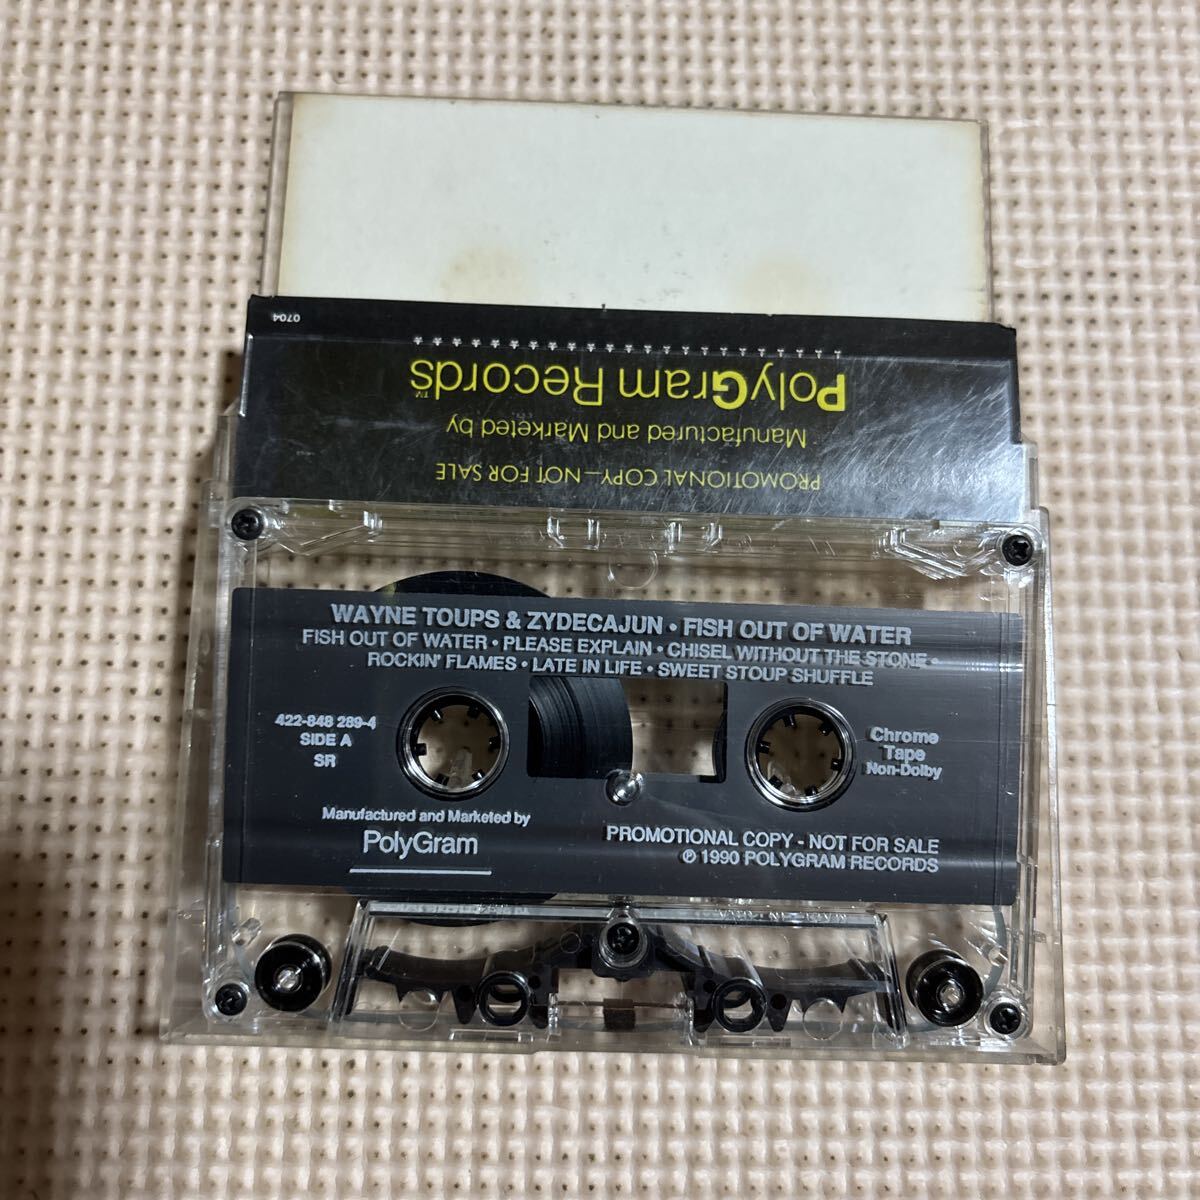 PROMOTIONAL COPY—NOT FOR SALE
Manufactured and Marketed by
PolyGram Records™
0704
WAYNE TOUPS & ZYDECAJUN • FISH OUT OF WATER
FISH OUT OF WATER • PLEASE EXPLAIN • CHISEL WITHOUT THE STONE •
ROCKIN' FLAMES • LATE IN LIFE • SWEET STOUP SHUFFLE
422-848 289-4
SIDE A
SR
Chrome
Tape
Non-Dolby
Manufactured and Marketed by
PolyGram
PROMOTIONAL COPY - NOT FOR SALE
℗ 1990 POLYGRAM RECORDS